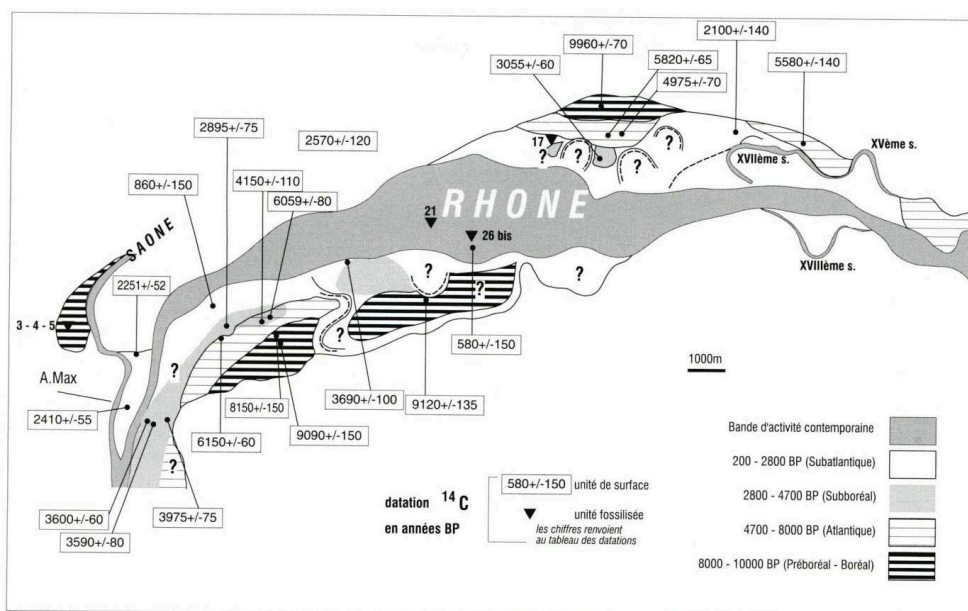 2100+/-140
9960+/-70
5820+/-65
3055+/-60
5580+/-140
4975+/-70
2895+/-75
2570+/-120
17
?
?
?
?
XVIIème s.
XVème s.
860+/-150
4150+/-110
6059+/-80
RHONE
21
26 bis
SAONE
XVIIIème s.
2251+/-52
?
?
?
3 - 4 - 5
?
580+/-150
1000m
?
A.Max
8150+/-150
3690+/-100
9120+/-135
2410+/-55
6150+/-60
9090+/-150
?
3600+/-60
3975+/-75
3590+/-80
datation 14 C
en années BP
580+/-150 unité de surface
unité fossilisée
les chiffres renvoient
au tableau des datations
Bande d'activité contemporaine
200 - 2800 BP (Subatlantique)
2800 - 4700 BP (Subboréal)
4700 - 8000 BP (Atlantique)
8000 - 10000 BP (Préboréal - Boréal)